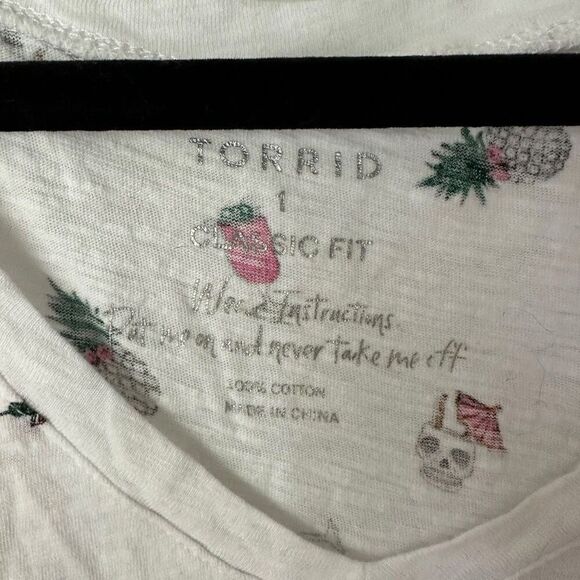 TORRID
1
CLASSIC FIT
Wear Instructions:
Put me on and never take me off
100% COTTON
MADE IN CHINA